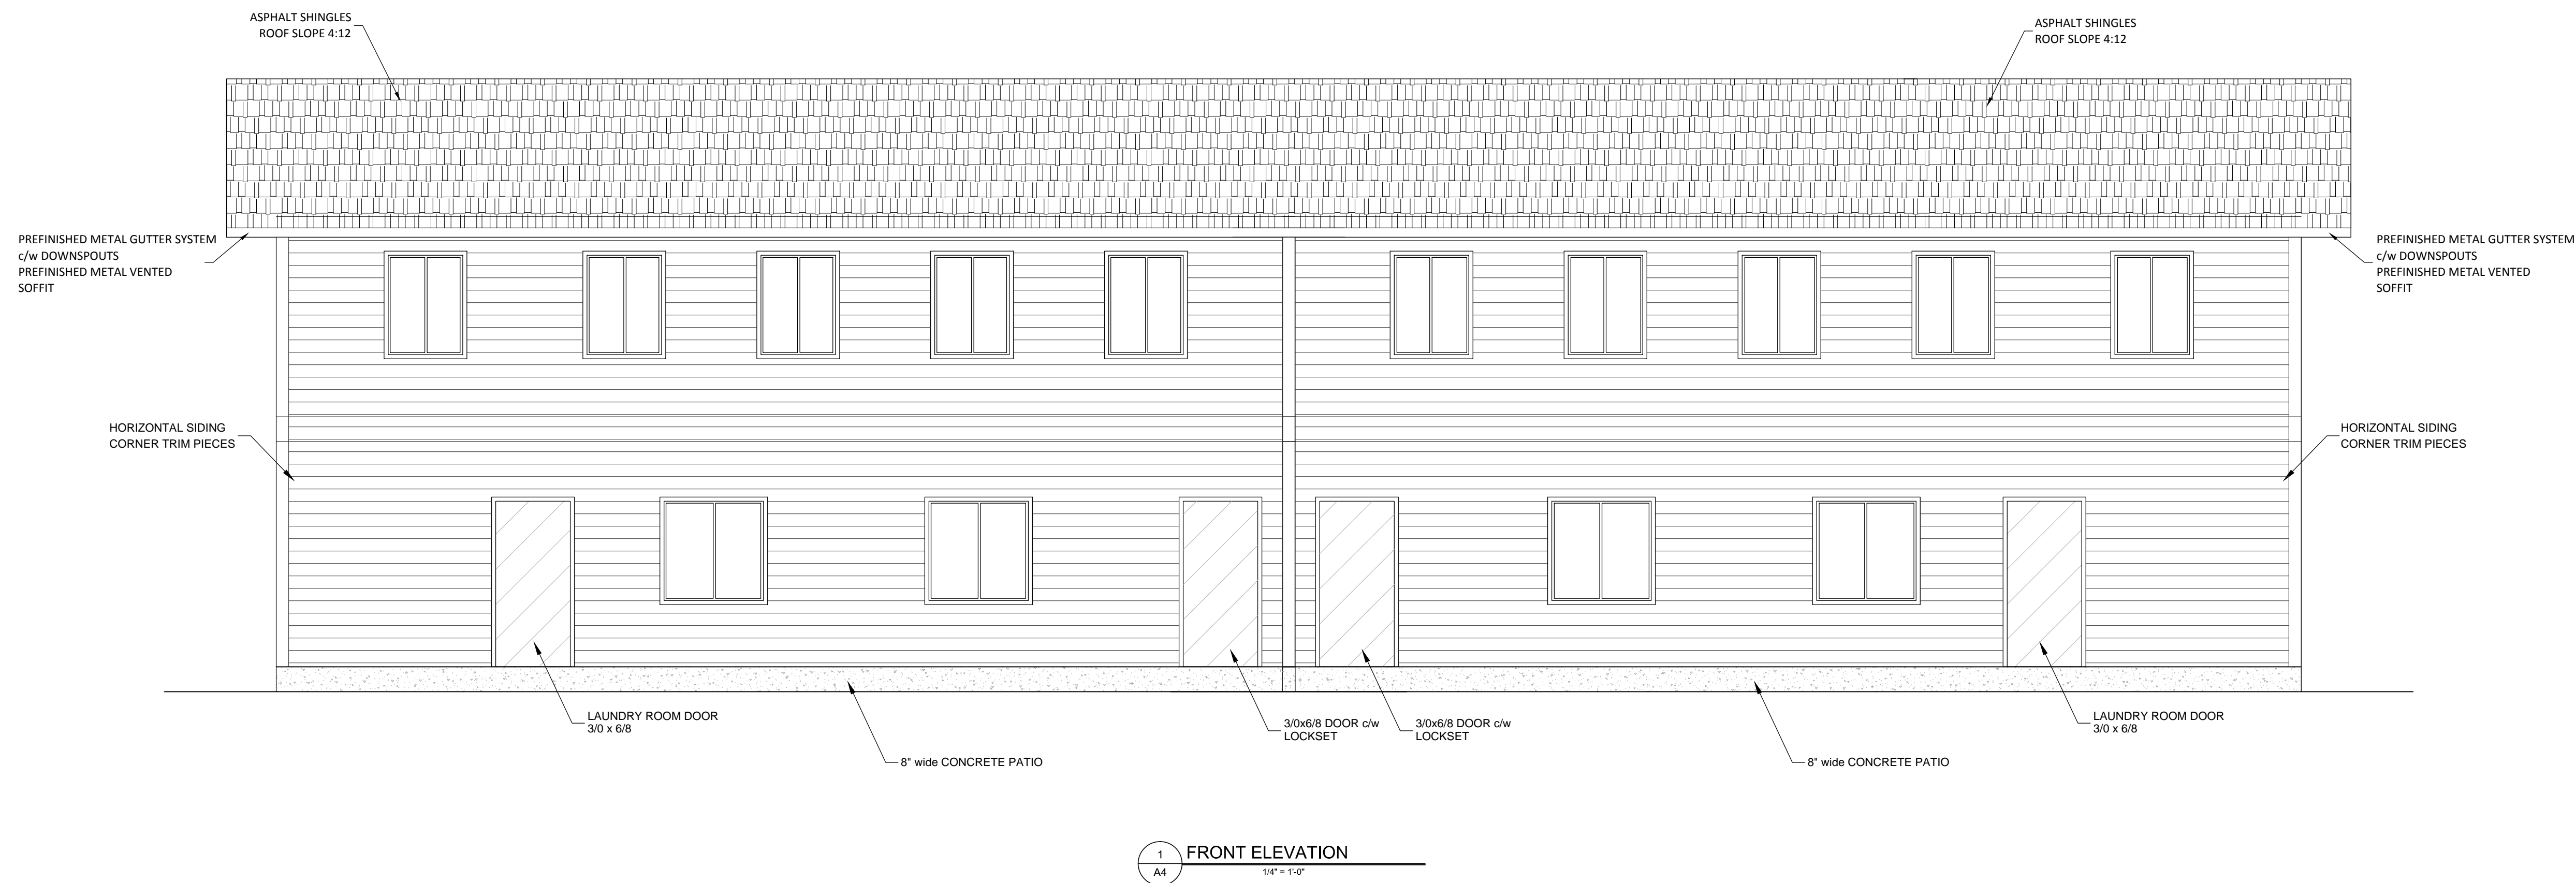 ASPHALT SHINGLES
ROOF SLOPE 4:12
ASPHALT SHINGLES
ROOF SLOPE 4:12
PREFINISHED METAL GUTTER SYSTEM
c/w DOWNSPOUTS
PREFINISHED METAL VENTED
SOFFIT
PREFINISHED METAL GUTTER SYSTEM
c/w DOWNSPOUTS
PREFINISHED METAL VENTED
SOFFIT
HORIZONTAL SIDING
CORNER TRIM PIECES
HORIZONTAL SIDING
CORNER TRIM PIECES
LAUNDRY ROOM DOOR
3/0 x 6/8
3/0x6/8 DOOR c/w
LOCKSET
3/0x6/8 DOOR c/w
LOCKSET
LAUNDRY ROOM DOOR
3/0 x 6/8
8" wide CONCRETE PATIO
8" wide CONCRETE PATIO
1
A4
FRONT ELEVATION
1/4" = 1'-0"